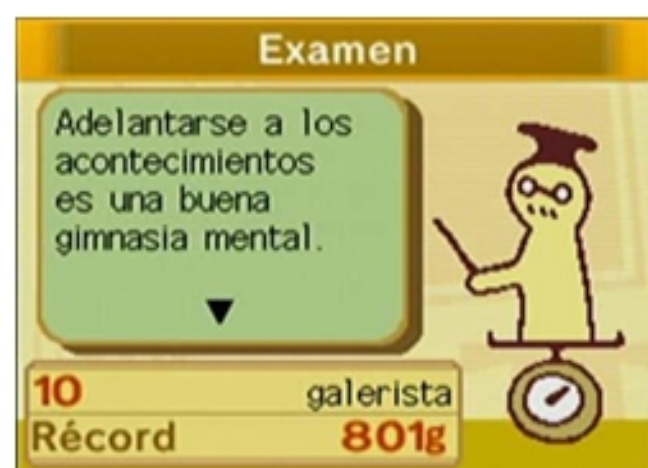 Examen
Adelantarse a los
acontecimientos
es una buena
gimnasia mental.
10 galerista
Récord 801g